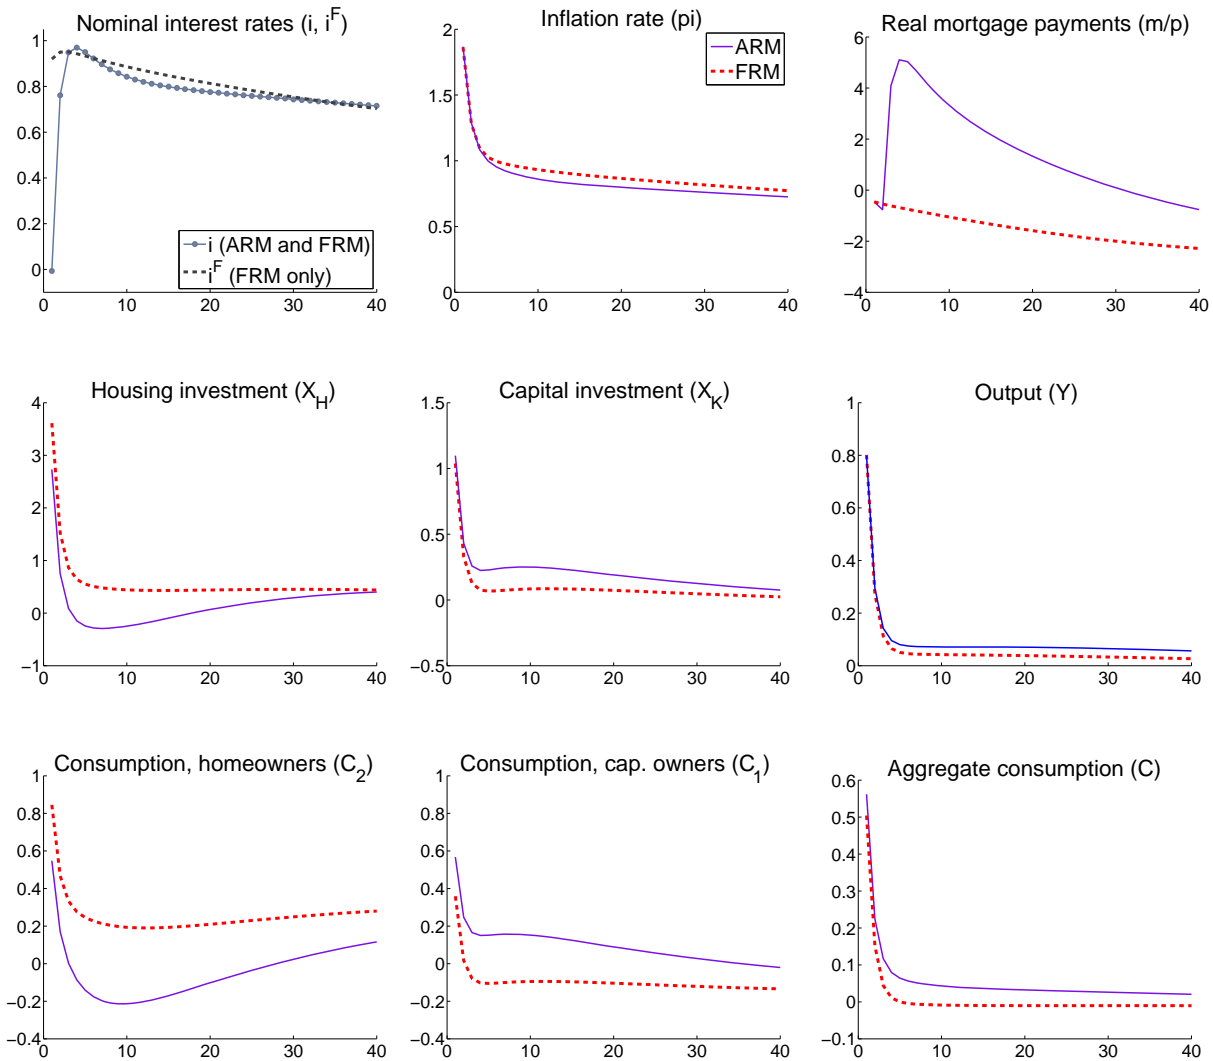 Nominal interest rates (i, i^F)
1
0.8
0.6
0.4
0.2
0
i (ARM and FRM)
i^F (FRM only)
0 10 20 30 40
Inflation rate (pi)
2
1.5
1
0.5
0
ARM
FRM
0 10 20 30 40
Real mortgage payments (m/p)
6
4
2
0
−2
−4
0 10 20 30 40
Housing investment (X_H)
4
3
2
1
0
−1
0 10 20 30 40
Capital investment (X_K)
1.5
1
0.5
0
−0.5
0 10 20 30 40
Output (Y)
1
0.8
0.6
0.4
0.2
0
0 10 20 30 40
Consumption, homeowners (C_2)
1
0.8
0.6
0.4
0.2
0
−0.2
−0.4
0 10 20 30 40
Consumption, cap. owners (C_1)
1
0.8
0.6
0.4
0.2
0
−0.2
−0.4
0 10 20 30 40
Aggregate consumption (C)
0.6
0.5
0.4
0.3
0.2
0.1
0
−0.1
0 10 20 30 40